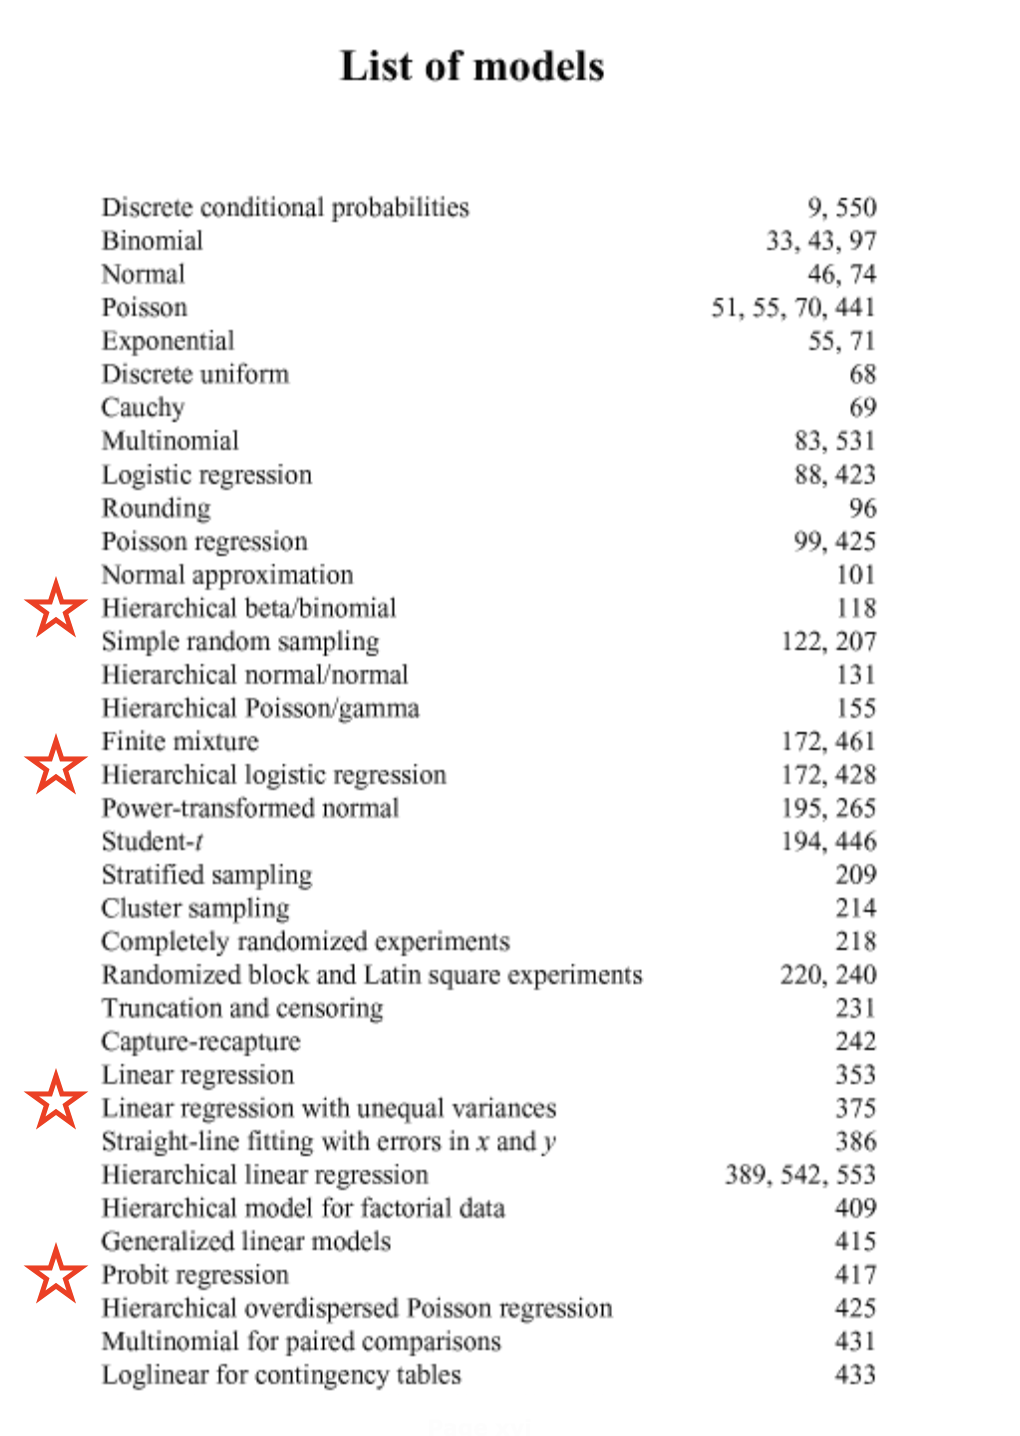 List of models
Discrete conditional probabilities 9, 550
Binomial 33, 43, 97
Normal 46, 74
Poisson 51, 55, 70, 441
Exponential 55, 71
Discrete uniform 68
Cauchy 69
Multinomial 83, 531
Logistic regression 88, 423
Rounding 96
Poisson regression 99, 425
Normal approximation 101
Hierarchical beta/binomial 118
Simple random sampling 122, 207
Hierarchical normal/normal 131
Hierarchical Poisson/gamma 155
Finite mixture 172, 461
Hierarchical logistic regression 172, 428
Power-transformed normal 195, 265
Student-t 194, 446
Stratified sampling 209
Cluster sampling 214
Completely randomized experiments 218
Randomized block and Latin square experiments 220, 240
Truncation and censoring 231
Capture-recapture 242
Linear regression 353
Linear regression with unequal variances 375
Straight-line fitting with errors in x and y 386
Hierarchical linear regression 389, 542, 553
Hierarchical model for factorial data 409
Generalized linear models 415
Probit regression 417
Hierarchical overdispersed Poisson regression 425
Multinomial for paired comparisons 431
Loglinear for contingency tables 433